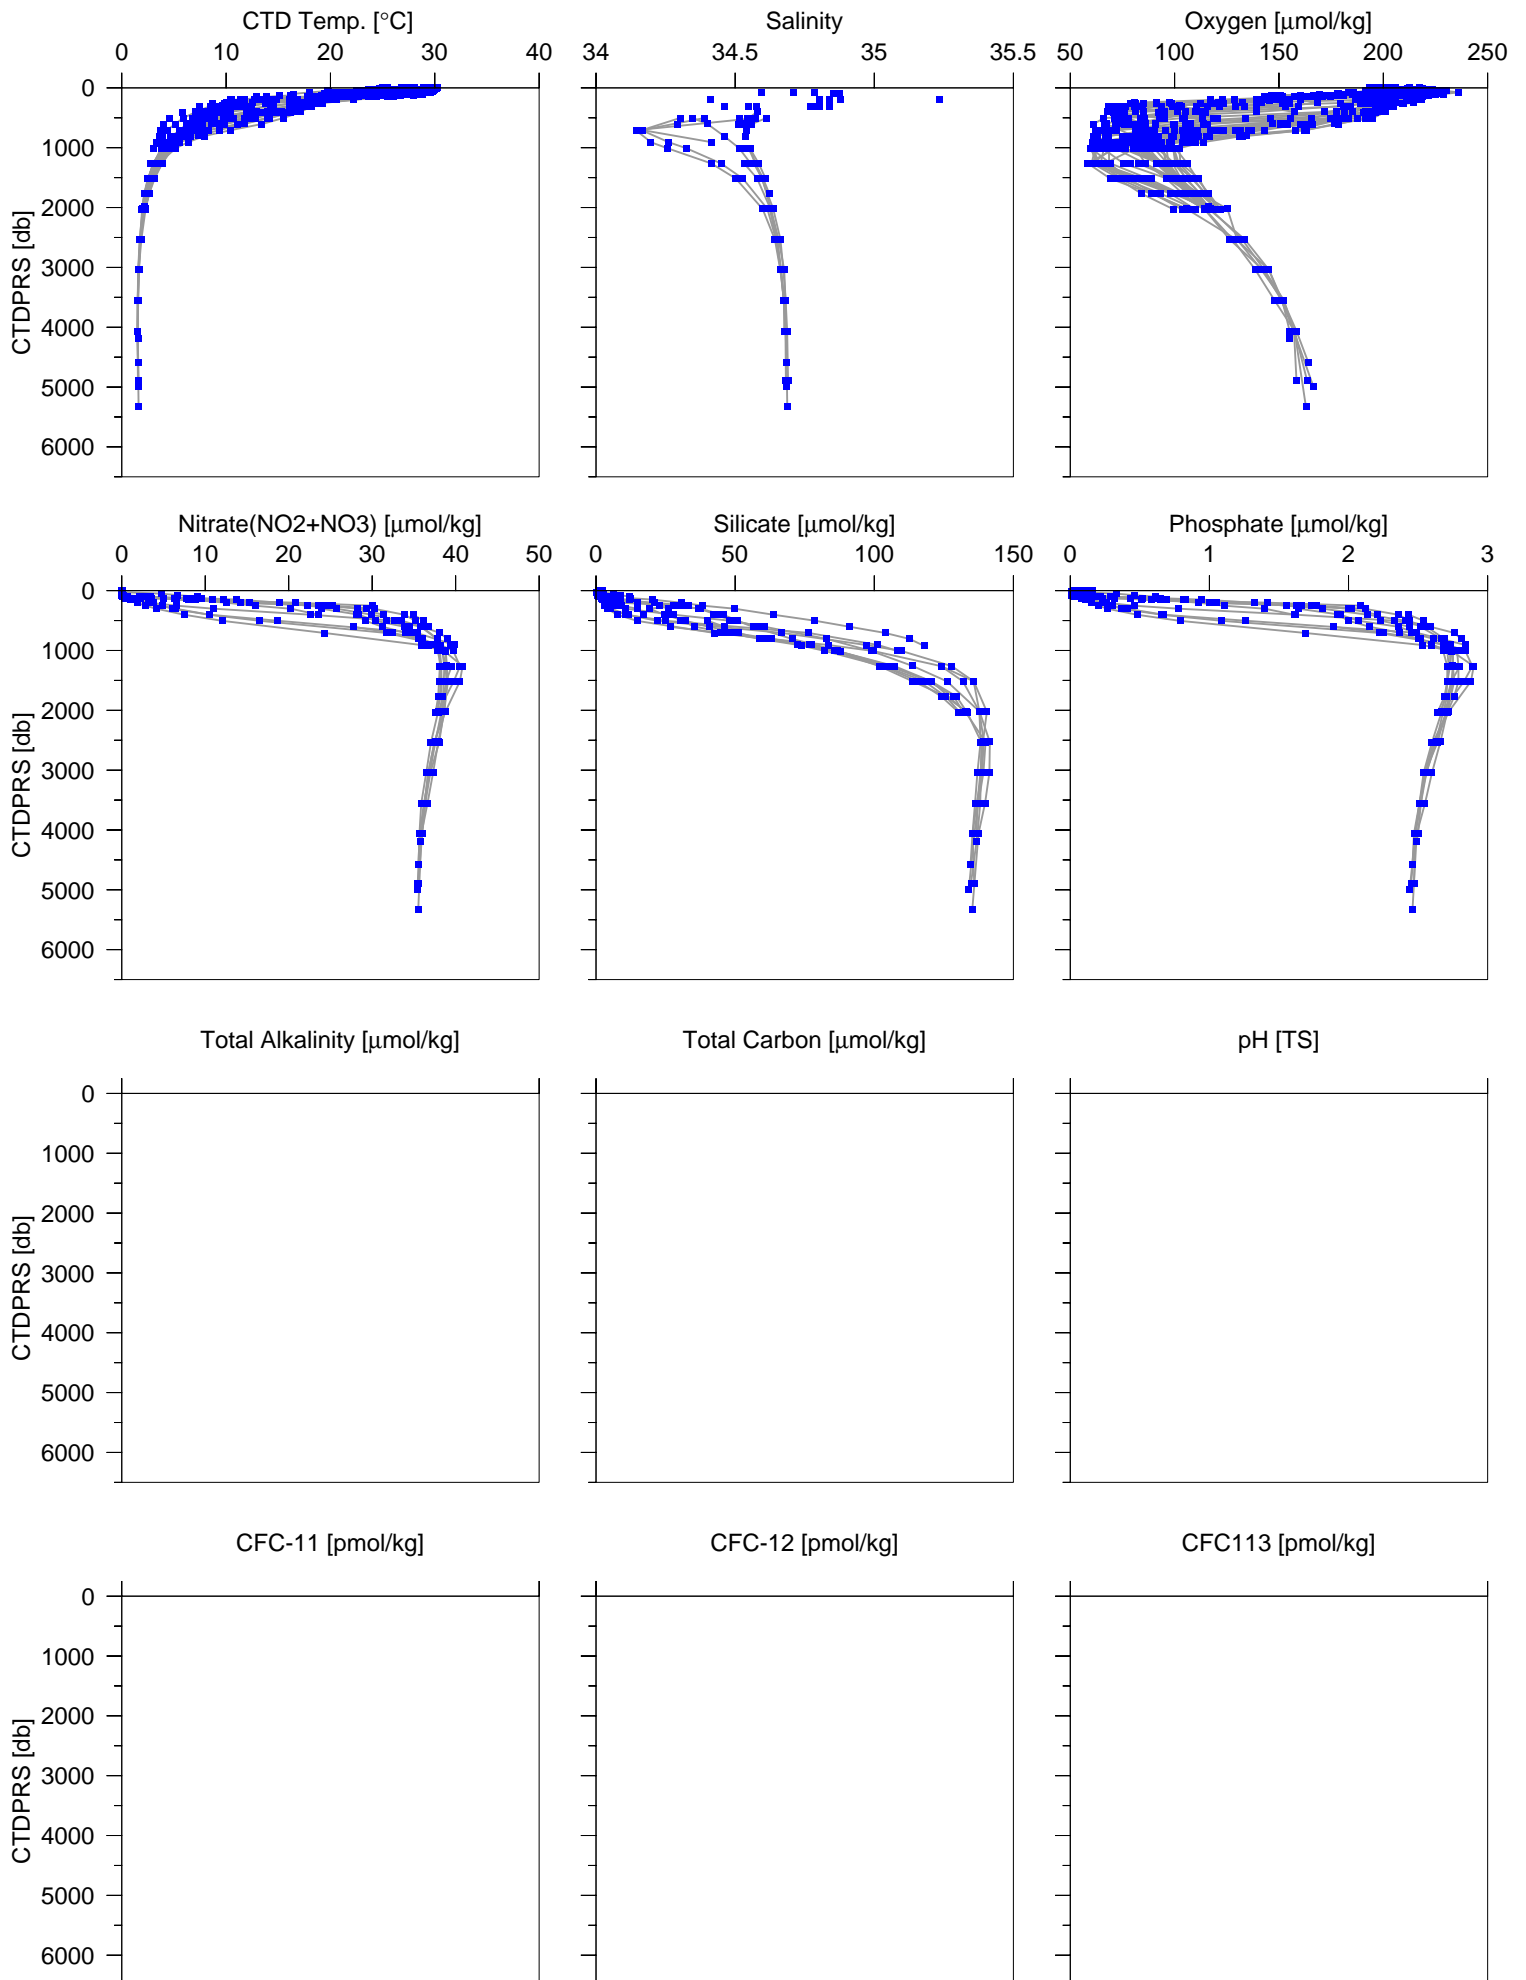 CTD Temp. [°C] Salinity Oxygen [μmol/kg]
0 10 20 30 40 34 34.5 35 35.5 50 100 150 200 250
0
1000
2000
3000
4000
5000
6000
CTDPRS [db]
Nitrate(NO2+NO3) [μmol/kg] Silicate [μmol/kg] Phosphate [μmol/kg]
0 10 20 30 40 50 0 50 100 150 0 1 2 3
0
1000
2000
3000
4000
5000
6000
CTDPRS [db]
Total Alkalinity [μmol/kg] Total Carbon [μmol/kg] pH [TS]
0
1000
2000
3000
4000
5000
6000
CTDPRS [db]
CFC-11 [pmol/kg] CFC-12 [pmol/kg] CFC113 [pmol/kg]
0
1000
2000
3000
4000
5000
6000
CTDPRS [db]